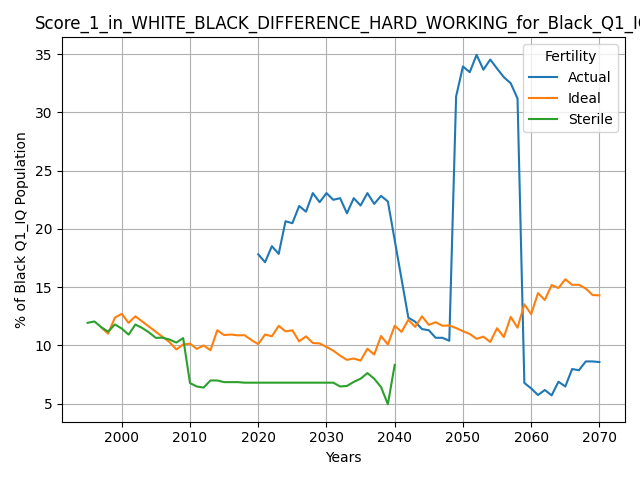 Score_1_in_WHITE_BLACK_DIFFERENCE_HARD_WORKING_for_Black_Q1_IQ
Fertility
Actual
Ideal
Sterile
% of Black Q1_IQ Population
35
30
25
20
15
10
5
2000 2010 2020 2030 2040 2050 2060 2070
Years